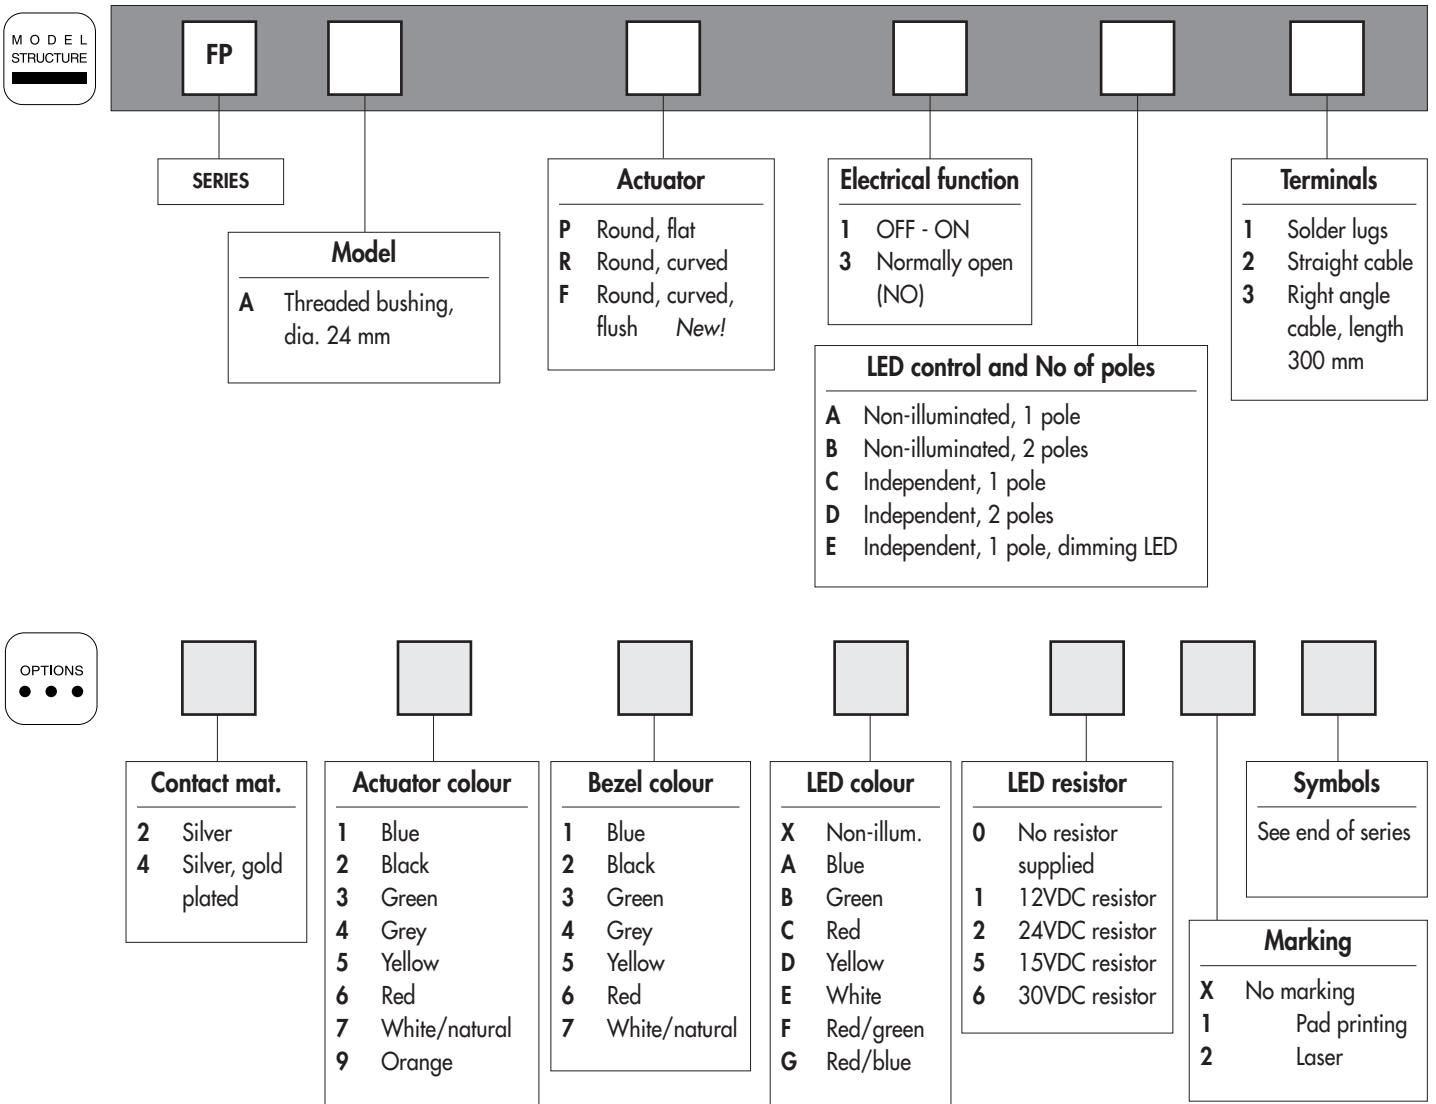 MODEL
STRUCTURE
FP
SERIES
Model
A Threaded bushing,
dia. 24 mm
Actuator
P Round, flat
R Round, curved
F Round, curved,
flush New!
Electrical function
1 OFF - ON
3 Normally open
(NO)
LED control and No of poles
A Non-illuminated, 1 pole
B Non-illuminated, 2 poles
C Independent, 1 pole
D Independent, 2 poles
E Independent, 1 pole, dimming LED
Terminals
1 Solder lugs
2 Straight cable
3 Right angle
cable, length
300 mm
OPTIONS
Contact mat.
2 Silver
4 Silver, gold
plated
Actuator colour
1 Blue
2 Black
3 Green
4 Grey
5 Yellow
6 Red
7 White/natural
9 Orange
Bezel colour
1 Blue
2 Black
3 Green
4 Grey
5 Yellow
6 Red
7 White/natural
LED colour
X Non-illum.
A Blue
B Green
C Red
D Yellow
E White
F Red/green
G Red/blue
LED resistor
0 No resistor
supplied
1 12VDC resistor
2 24VDC resistor
5 15VDC resistor
6 30VDC resistor
Marking
X No marking
1 Pad printing
2 Laser
Symbols
See end of series